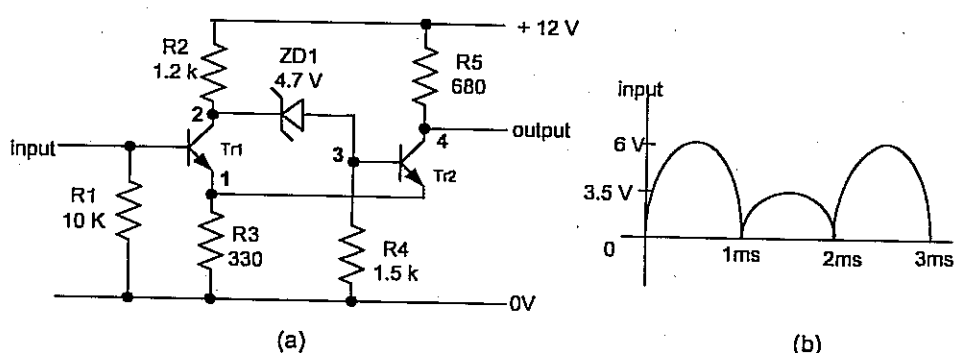 + 12 V
R2
1.2 k
ZD1
4.7 V
R5
680
2
4
output
input
Tr1
3
Tr2
1
R1
10 K
R3
330
R4
1.5 k
0V
(a)
input
6 V
3.5 V
0
1ms
2ms
3ms
(b)